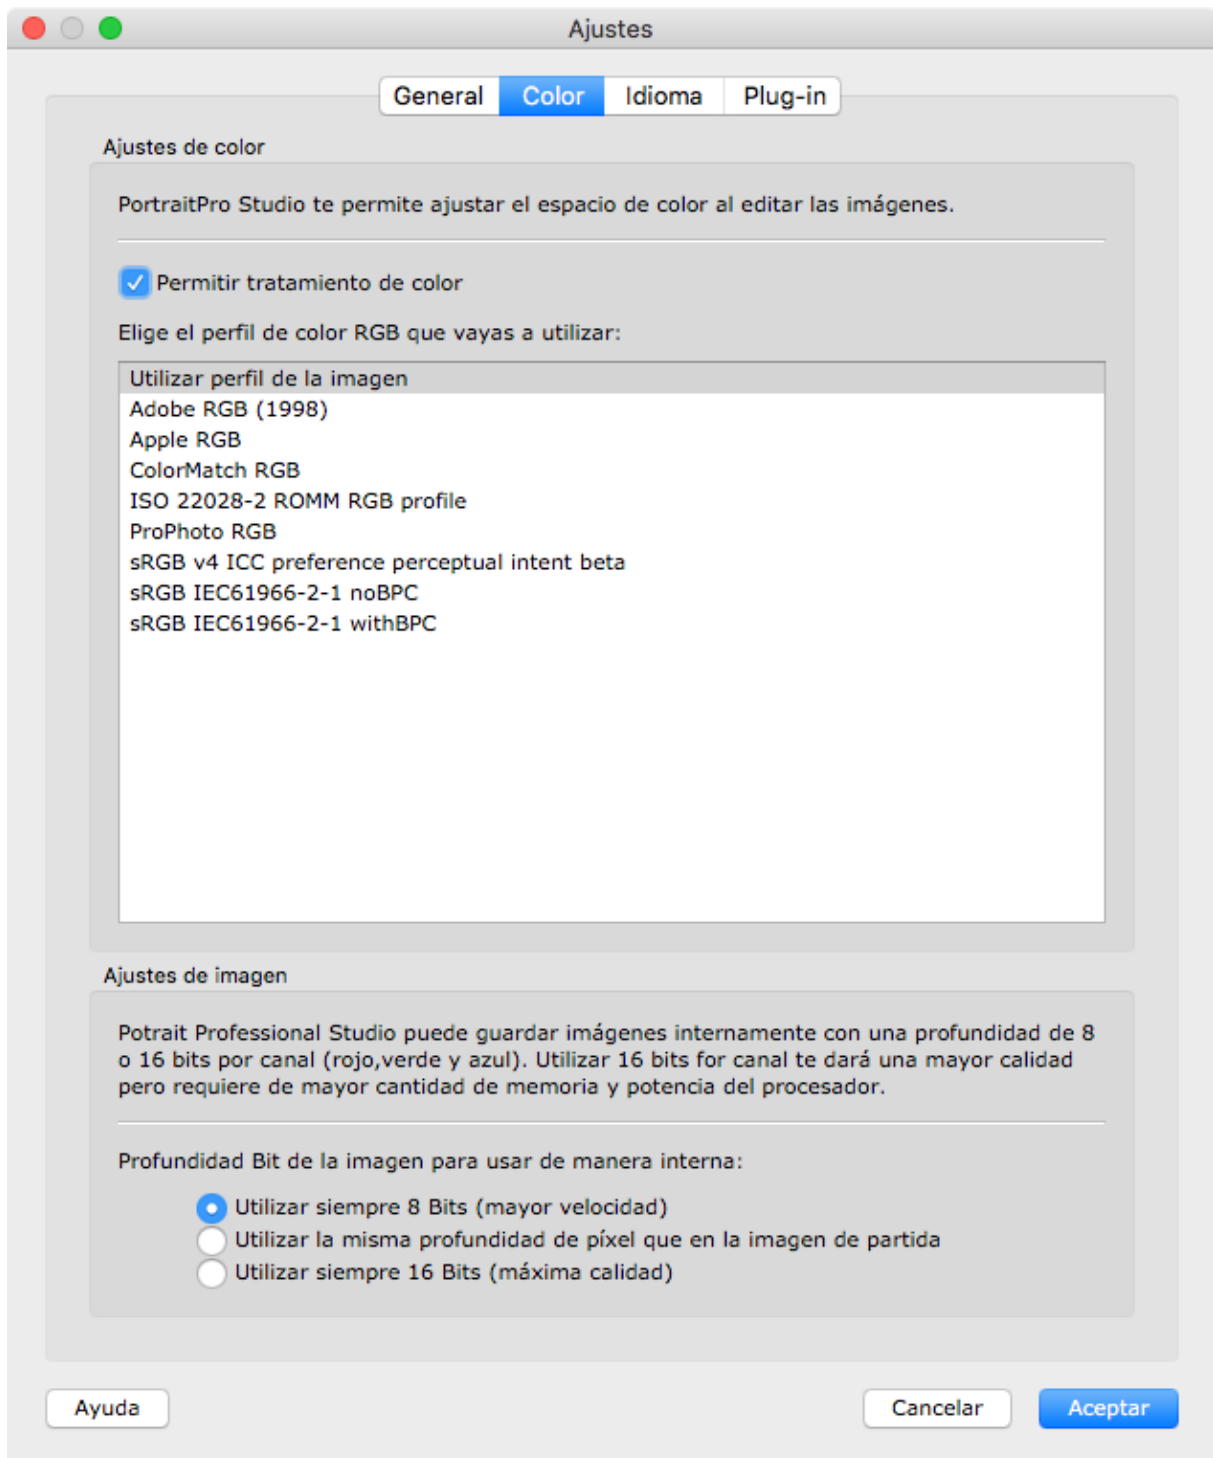 Ajustes
General Color Idioma Plug-in
Ajustes de color
PortraitPro Studio te permite ajustar el espacio de color al editar las imágenes.
Permitir tratamiento de color
Elige el perfil de color RGB que vayas a utilizar:
Utilizar perfil de la imagen
Adobe RGB (1998)
Apple RGB
ColorMatch RGB
ISO 22028-2 ROMM RGB profile
ProPhoto RGB
sRGB v4 ICC preference perceptual intent beta
sRGB IEC61966-2-1 noBPC
sRGB IEC61966-2-1 withBPC
Ajustes de imagen
Potrait Professional Studio puede guardar imágenes internamente con una profundidad de 8
o 16 bits por canal (rojo,verde y azul). Utilizar 16 bits for canal te dará una mayor calidad
pero requiere de mayor cantidad de memoria y potencia del procesador.
Profundidad Bit de la imagen para usar de manera interna:
Utilizar siempre 8 Bits (mayor velocidad)
Utilizar la misma profundidad de píxel que en la imagen de partida
Utilizar siempre 16 Bits (máxima calidad)
Ayuda Cancelar Aceptar